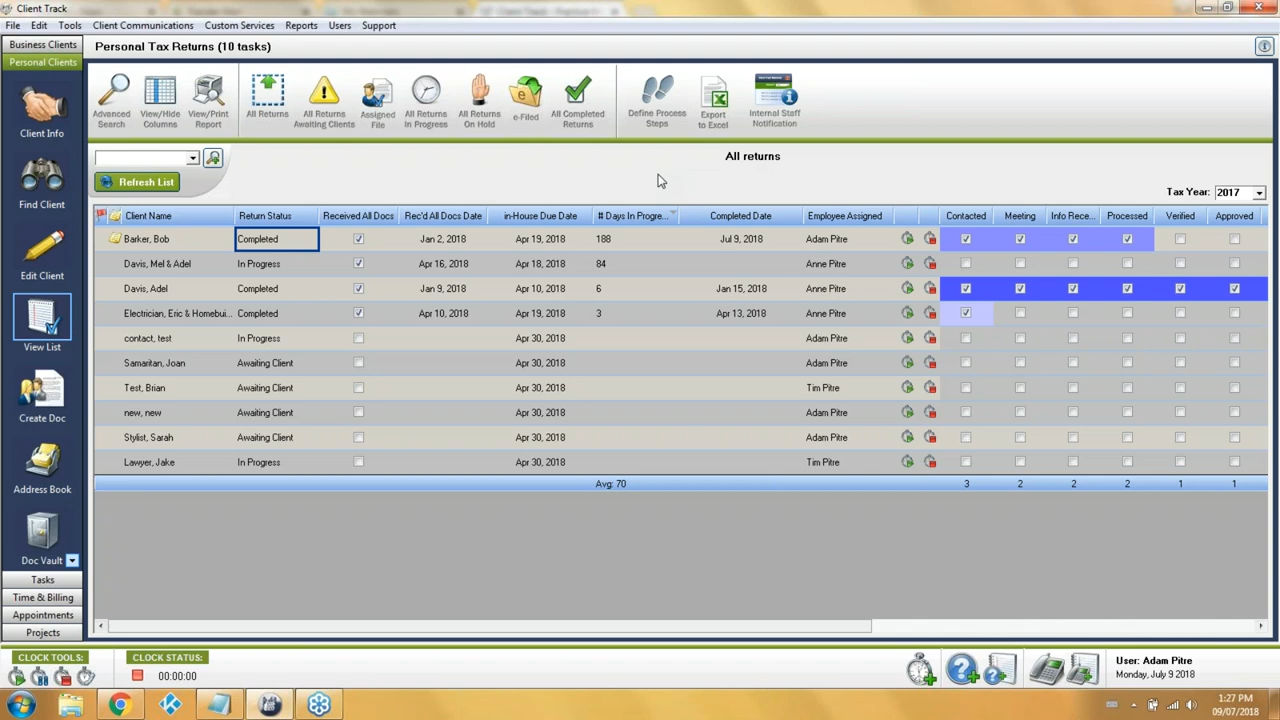 Client Track
File Edit Tools Client Communications Custom Services Reports Users Support
Business Clients
Personal Clients
Client Info
Find Client
Edit Client
View List
Create Doc
Address Book
Doc Vault
Tasks
Time & Billing
Appointments
Projects
Personal Tax Returns (10 tasks)
Advanced Search
View/Hide Columns
View/Print Report
All Returns
All Returns Awaiting Clients
Assigned File
All Returns In Progress
All Returns On Hold
e-Filed
All Completed Returns
Define Process Steps
Export to Excel
Internal Staff Notification
All returns
Refresh List
Tax Year: 2017
Client Name Return Status Received All Docs Rec'd All Docs Date in-House Due Date # Days In Progre... Completed Date Employee Assigned Contacted Meeting Info Rece... Processed Verified Approved
Barker, Bob Completed Jan 2, 2018 Apr 19, 2018 188 Jul 9, 2018 Adam Pitre
Davis, Mel & Adel In Progress Apr 16, 2018 Apr 18, 2018 84 Anne Pitre
Davis, Adel Completed Jan 9, 2018 Apr 10, 2018 6 Jan 15, 2018 Anne Pitre
Electrician, Eric & Homebui... Completed Apr 10, 2018 Apr 19, 2018 3 Apr 13, 2018 Anne Pitre
contact, test In Progress Apr 30, 2018 Adam Pitre
Samaritan, Joan Awaiting Client Apr 30, 2018 Adam Pitre
Test, Brian Awaiting Client Apr 30, 2018 Tim Pitre
new, new Awaiting Client Apr 30, 2018 Adam Pitre
Stylist, Sarah Awaiting Client Apr 30, 2018 Adam Pitre
Lawyer, Jake In Progress Apr 30, 2018 Tim Pitre
Avg: 70 3 2 2 2 1 1
CLOCK TOOLS: CLOCK STATUS:
00:00:00
User: Adam Pitre
Monday, July 9 2018
1:27 PM
09/07/2018